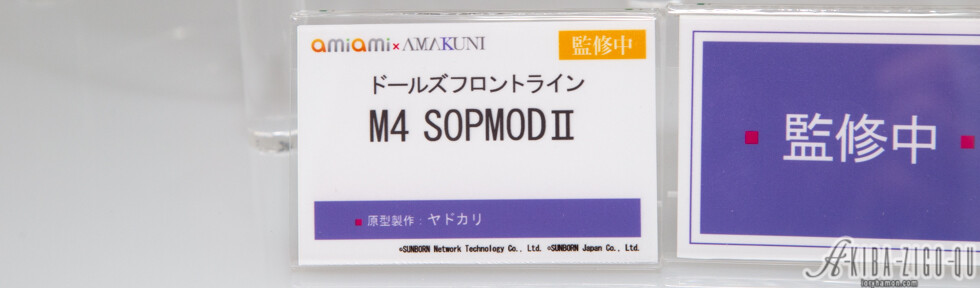 amiami×AMAKUNI
監修中
ドールズフロントライン
M4 SOPMODⅡ
■ 原型製作：ヤドカリ
©SUNBORN Network Technology Co., Ltd. ©SUNBORN Japan Co., Ltd.
監修中
AKIBA-ZIGO-QU